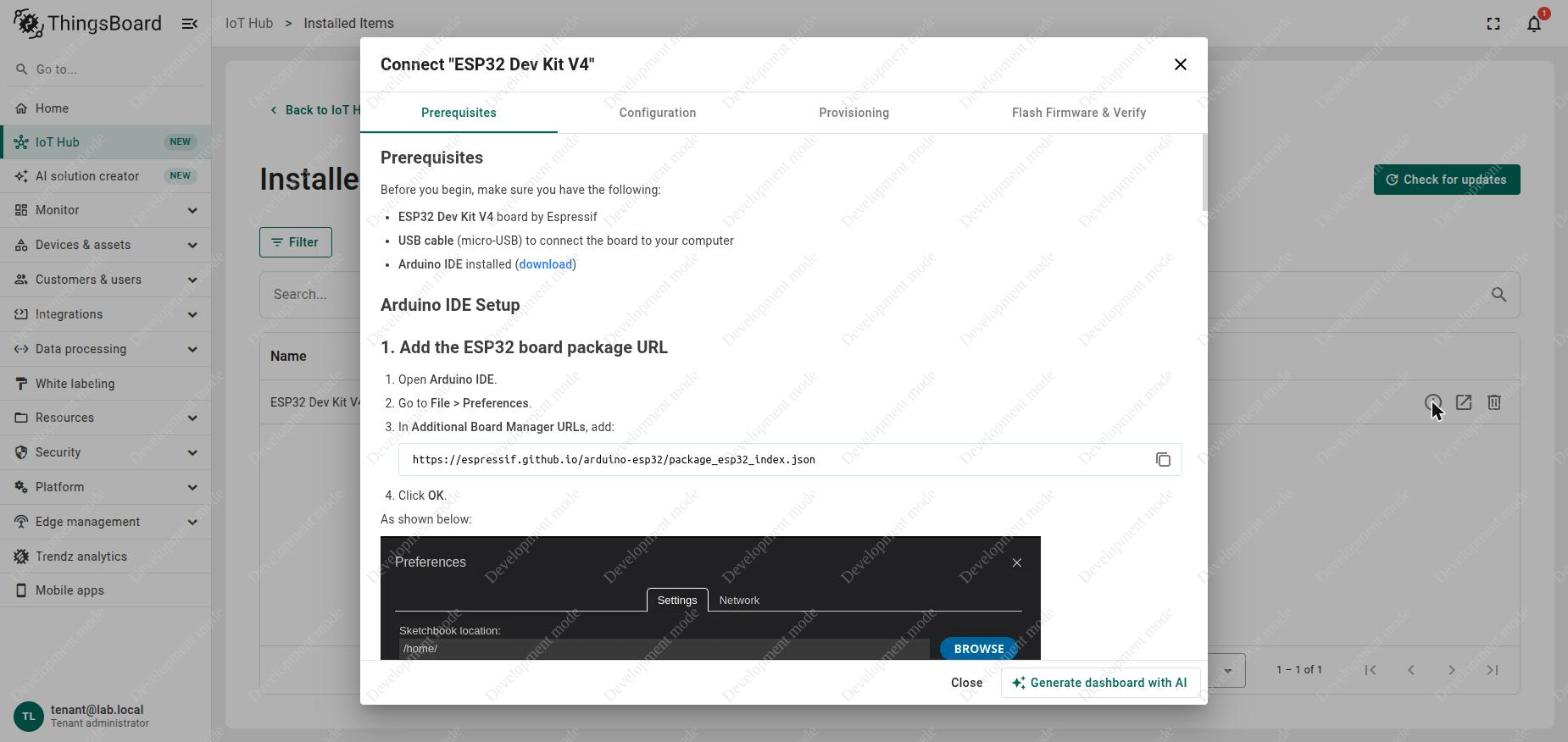 ThingsBoard
IoT Hub > Installed Items
1
Go to...
Home
IoT Hub NEW
AI solution creator NEW
Monitor
Devices & assets
Customers & users
Integrations
Data processing
White labeling
Resources
Security
Platform
Edge management
Trendz analytics
Mobile apps
TL
tenant@lab.local
Tenant administrator
Back to IoT H
Installe
Check for updates
Filter
Search...
Name
ESP32 Dev Kit V4
1 – 1 of 1
Connect "ESP32 Dev Kit V4"
Prerequisites
Configuration
Provisioning
Flash Firmware & Verify
Prerequisites
Before you begin, make sure you have the following:
• ESP32 Dev Kit V4 board by Espressif
• USB cable (micro-USB) to connect the board to your computer
• Arduino IDE installed (download)
Arduino IDE Setup
1. Add the ESP32 board package URL
1. Open Arduino IDE.
2. Go to File > Preferences.
3. In Additional Board Manager URLs, add:
https://espressif.github.io/arduino-esp32/package_esp32_index.json
4. Click OK.
As shown below:
Preferences
Settings
Network
Sketchbook location:
/home/
BROWSE
Close
Generate dashboard with AI
Development mode